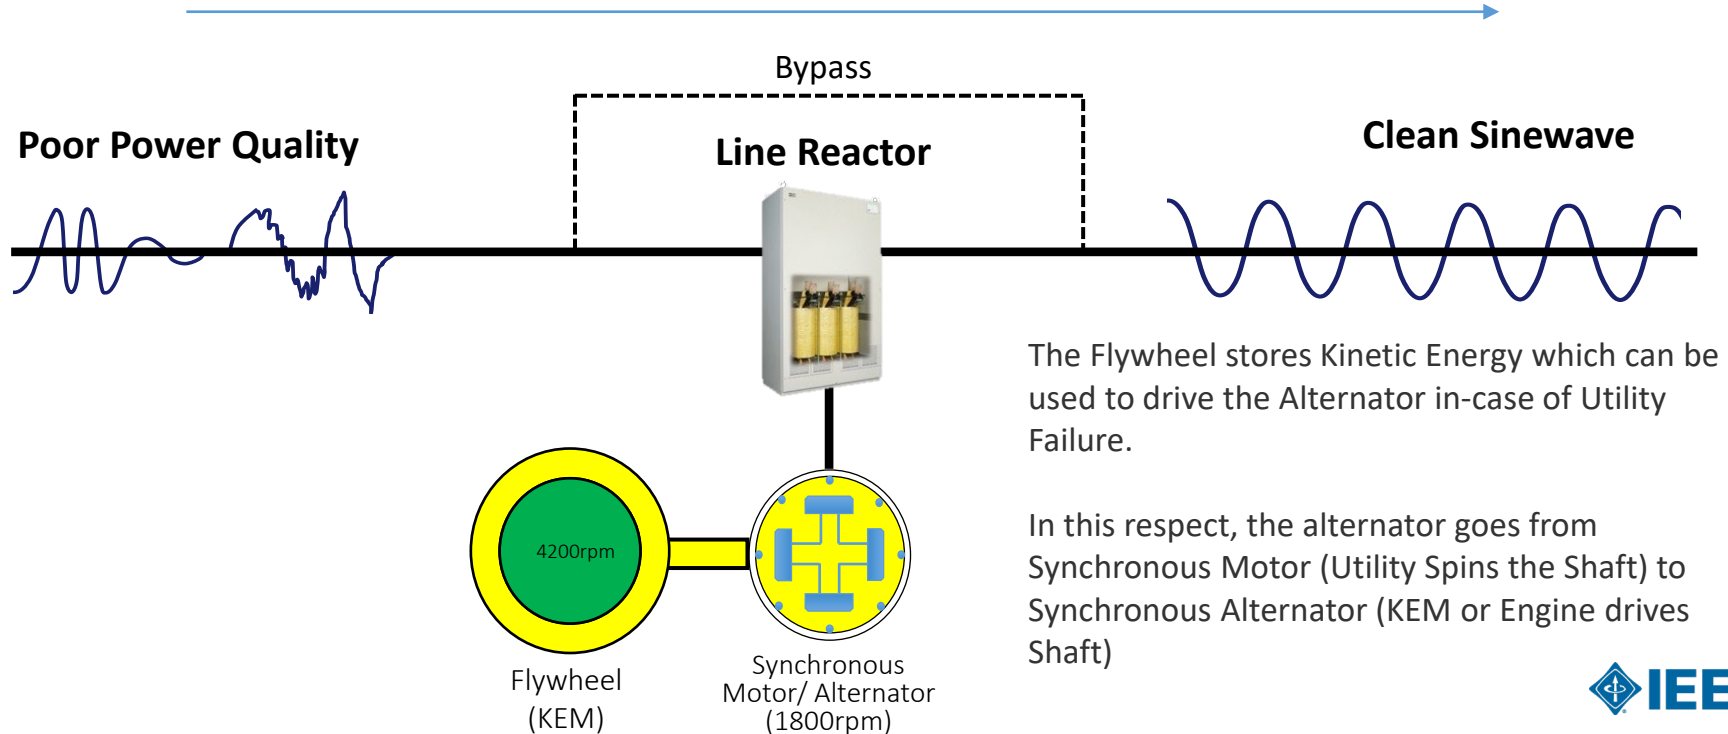 Bypass
Poor Power Quality
Line Reactor
Clean Sinewave
The Flywheel stores Kinetic Energy which can be
used to drive the Alternator in-case of Utility
Failure.
In this respect, the alternator goes from
Synchronous Motor (Utility Spins the Shaft) to
Synchronous Alternator (KEM or Engine drives
Shaft)
4200rpm
Flywheel
(KEM)
Synchronous
Motor/ Alternator
(1800rpm)
IEE